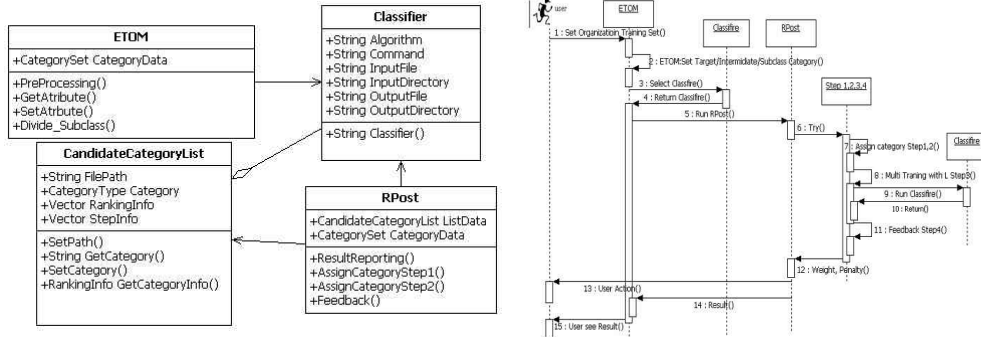 ETOM
+CategorySet CategoryData
+PreProcessing()
+GetAtribute()
+SetAtrbute()
+Divide_Subclass()
Classifier
+String Algorithm
+String Command
+String InputFile
+String InputDirectory
+String OutputFile
+String OutputDirectory
+String Classifier()
CandidateCategoryList
+String FilePath
+CategoryType Category
+Vector RankingInfo
+Vector StepInfo
+SetPath()
+String GetCategory()
+SetCategory()
+RankingInfo GetCategoryInfo()
RPost
+CandidateCategoryList ListData
+CategorySet CategoryData
+ResultReporting()
+AssignCategoryStep1()
+AssignCategoryStep2()
+Feedback()
user
ETOM
Classifire
RPost
Step 1,2,3,4
Classifire
1 : Set Organization Training Set()
2 : ETOM:Set Target/Intermidate/Subclass Category()
3 : Select Classfire()
4 : Return Classifire()
5 : Run RPost()
6 : Try()
7 : Assign category Step1,2()
8 : Multi Traning with L Step3()
9 : Run Classifire()
10 : Return()
11 : Feedback Step4()
12 : Weight, Penalty()
13 : User Action()
14 : Result()
15 : User see Result()